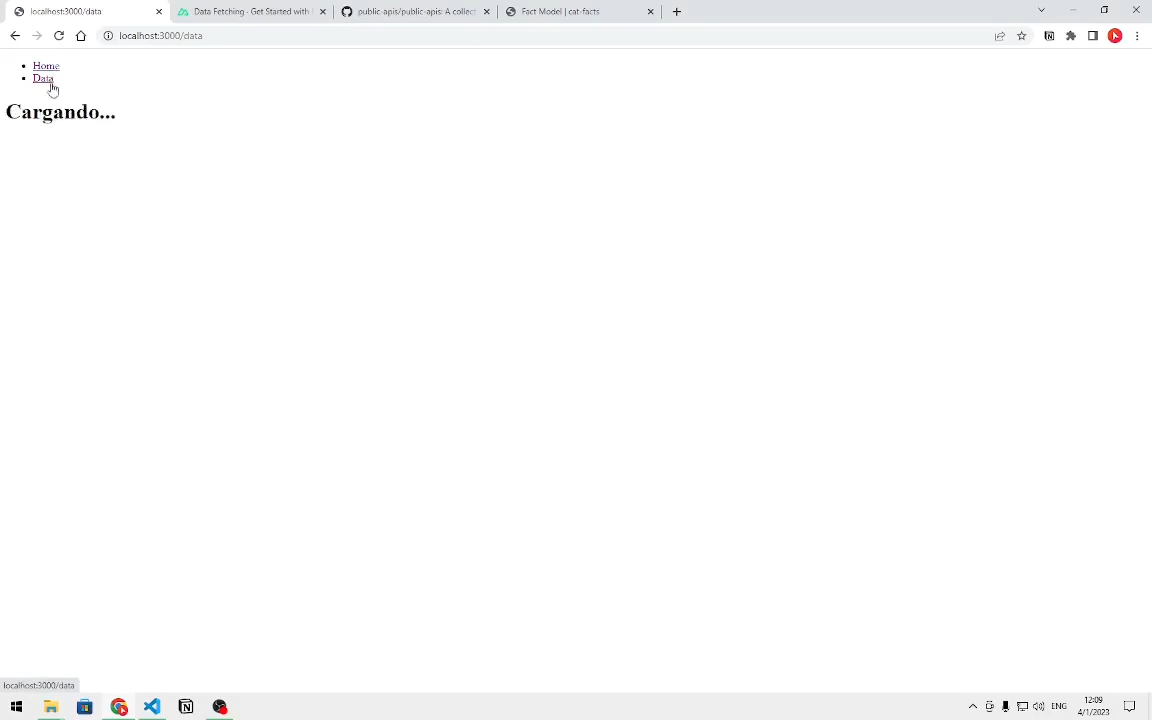 localhost:3000/data
Data Fetching · Get Started with
public-apis/public-apis: A collect
Fact Model | cat-facts
localhost:3000/data
Home
Data
Cargando...
localhost:3000/data
ENG
12:09
4/1/2023